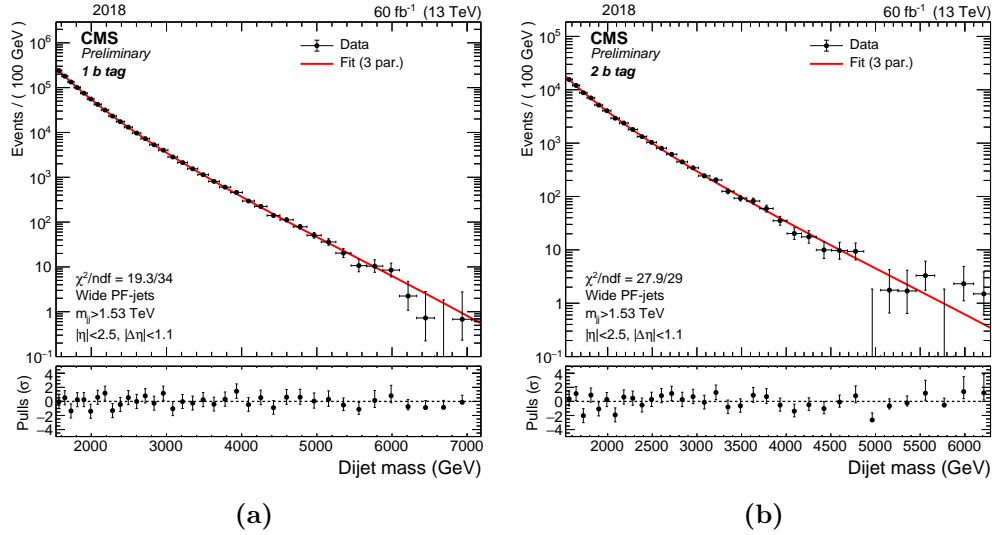 2018 60 fb⁻¹ (13 TeV)
CMS
Preliminary
1 b tag
Data
Fit (3 par.)
Events / ( 100 GeV )
10⁶
10⁵
10⁴
10³
10²
10
1
10⁻¹
χ²/ndf = 19.3/34
Wide PF-jets
m_jj>1.53 TeV
|η|<2.5, |Δη|<1.1
Pulls (σ)
4
2
0
−2
−4
2000 3000 4000 5000 6000 7000
Dijet mass (GeV)
(a)
2018 60 fb⁻¹ (13 TeV)
CMS
Preliminary
2 b tag
Data
Fit (3 par.)
Events / ( 100 GeV )
10⁵
10⁴
10³
10²
10
1
10⁻¹
χ²/ndf = 27.9/29
Wide PF-jets
m_jj>1.53 TeV
|η|<2.5, |Δη|<1.1
Pulls (σ)
4
2
0
−2
−4
2000 2500 3000 3500 4000 4500 5000 5500 6000
Dijet mass (GeV)
(b)